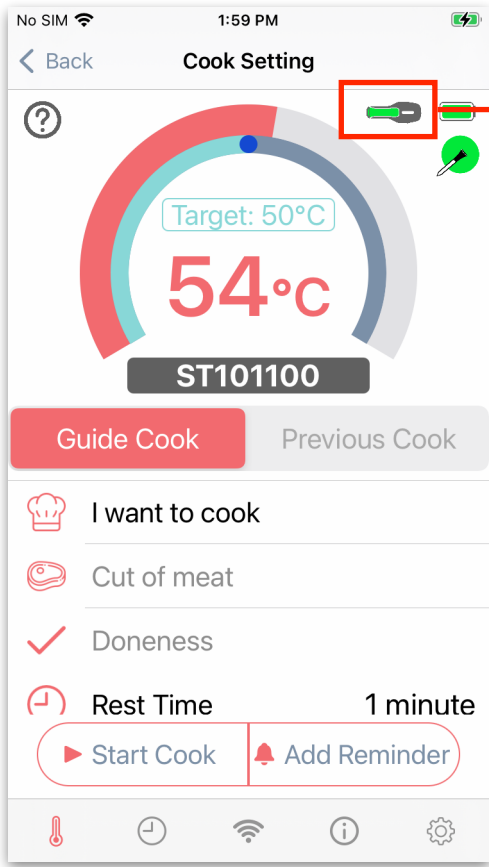 No SIM 1:59 PM
Back Cook Setting
?
Target: 50°C
54°C
ST101100
Guide Cook Previous Cook
I want to cook
Cut of meat
Doneness
Rest Time 1 minute
Start Cook Add Reminder